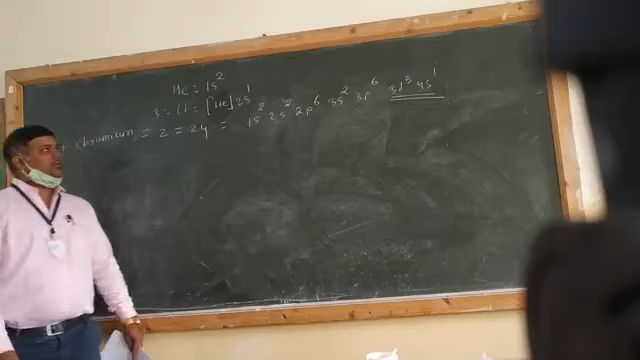 He = 1s²
3 = Li = [He] 2s¹
chromium = Z = 24 = 1s² 2s² 2p⁶ 3s² 3p⁶ 3d⁵ 4s¹